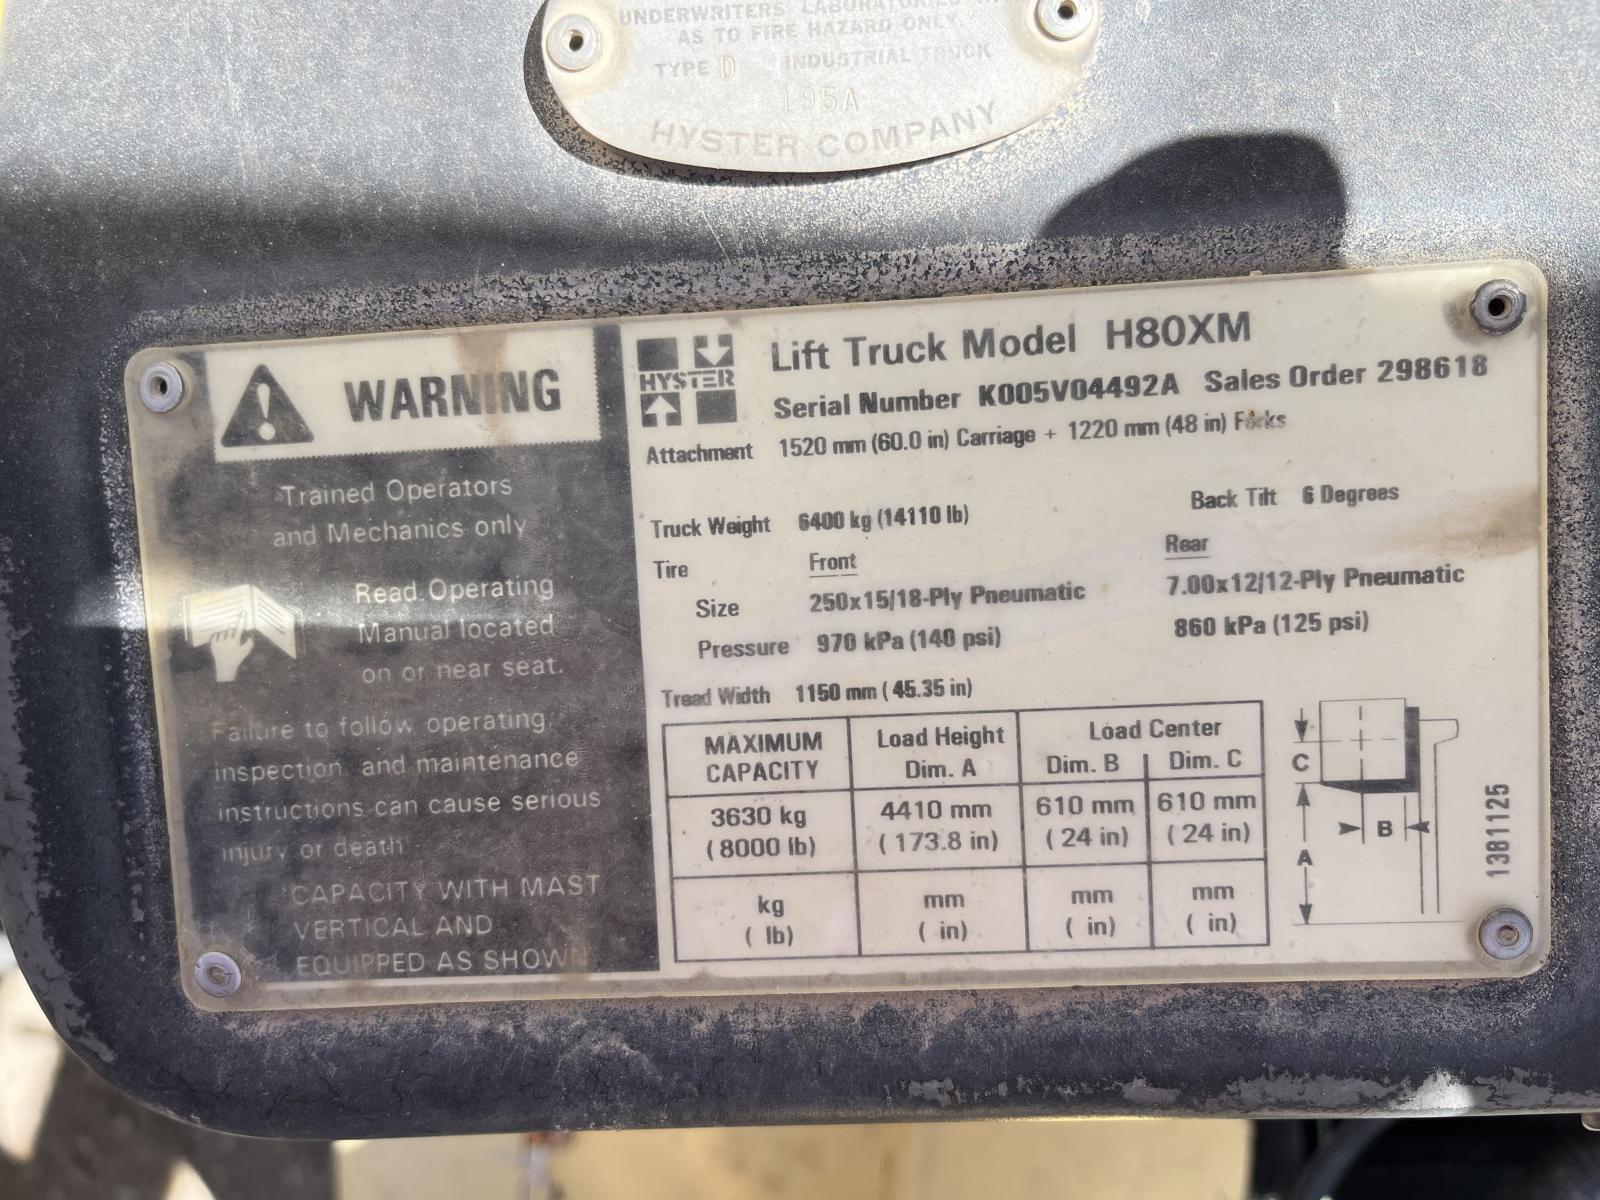 UNDERWRITERS LABORATORIES
AS TO FIRE HAZARD ONLY.
TYPE D INDUSTRIAL TRUCK
195A
HYSTER COMPANY
WARNING
Trained Operators
and Mechanics only
Read Operating
Manual located
on or near seat.
Failure to follow operating,
inspection and maintenance
instructions can cause serious
injury or death
CAPACITY WITH MAST
VERTICAL AND
EQUIPPED AS SHOWN
HYSTER
Lift Truck Model H80XM
Serial Number K005V04492A Sales Order 298618
Attachment 1520 mm (60.0 in) Carriage + 1220 mm (48 in) Forks
Back Tilt 6 Degrees
Truck Weight 6400 kg (14110 lb)
Tire Front Rear
Size 250x15/18-Ply Pneumatic 7.00x12/12-Ply Pneumatic
Pressure 970 kPa (140 psi) 860 kPa (125 psi)
Tread Width 1150 mm ( 45.35 in)
MAXIMUM CAPACITY Load Height Dim. A Load Center Dim. B Dim. C
3630 kg 4410 mm 610 mm 610 mm
( 8000 lb) ( 173.8 in) ( 24 in) ( 24 in)
kg mm mm mm
( lb) ( in) ( in) ( in)
C
B
A
1381125